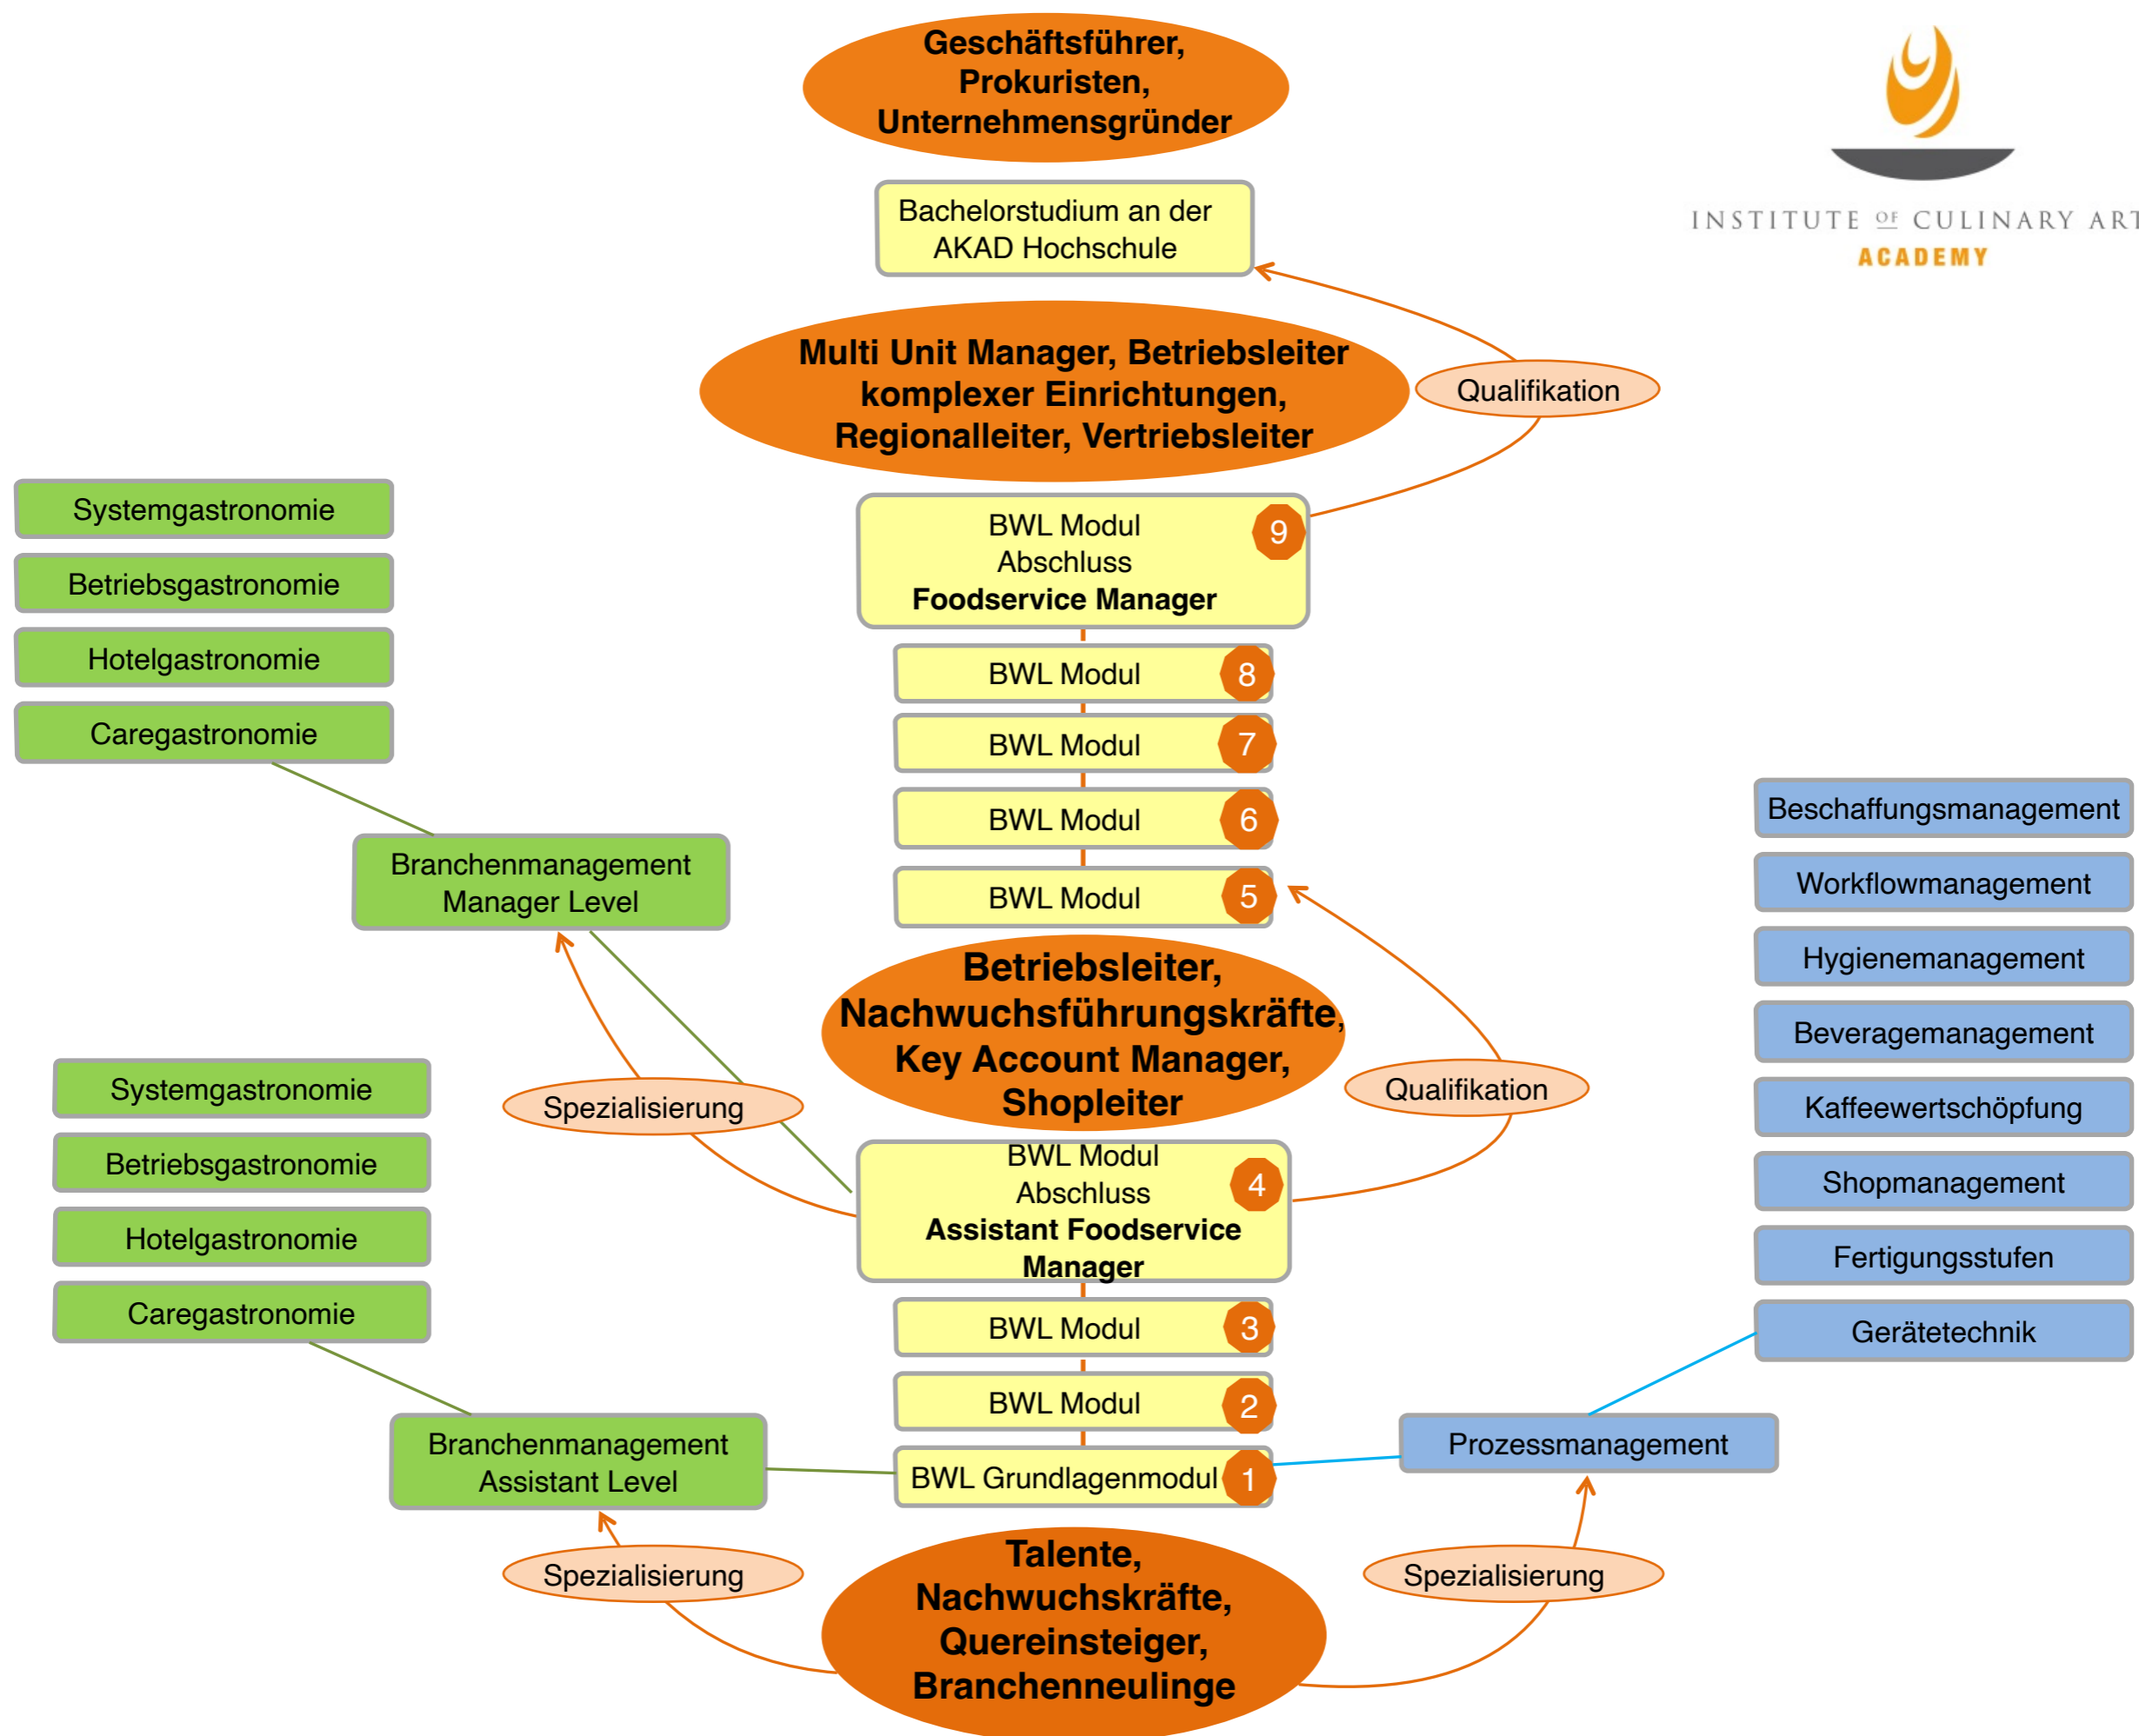 Geschäftsführer,
Prokuristen,
Unternehmensgründer
INSTITUTE OF CULINARY ART
ACADEMY
Bachelorstudium an der
AKAD Hochschule
Multi Unit Manager, Betriebsleiter
komplexer Einrichtungen,
Regionalleiter, Vertriebsleiter
Qualifikation
Systemgastronomie
Betriebsgastronomie
Hotelgastronomie
Caregastronomie
BWL Modul
Abschluss
Foodservice Manager
9
BWL Modul
8
BWL Modul
7
BWL Modul
6
BWL Modul
5
Branchenmanagement
Manager Level
Beschaffungsmanagement
Workflowmanagement
Hygienemanagement
Beveragemanagement
Kaffeewertschöpfung
Shopmanagement
Fertigungsstufen
Gerätetechnik
Betriebsleiter,
Nachwuchsführungskräfte,
Key Account Manager,
Shopleiter
Spezialisierung
Qualifikation
Systemgastronomie
Betriebsgastronomie
Hotelgastronomie
Caregastronomie
BWL Modul
Abschluss
Assistant Foodservice
Manager
4
BWL Modul
3
BWL Modul
2
BWL Grundlagenmodul
1
Branchenmanagement
Assistant Level
Prozessmanagement
Spezialisierung
Spezialisierung
Talente,
Nachwuchskräfte,
Quereinsteiger,
Branchenneulinge